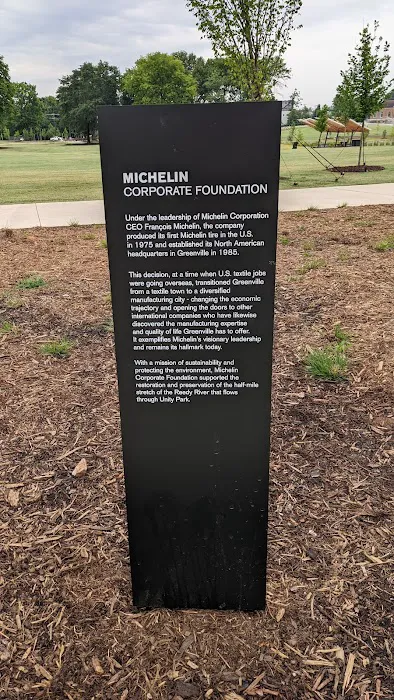 MICHELIN
CORPORATE FOUNDATION
Under the leadership of Michelin Corporation
CEO François Michelin, the company
produced its first Michelin tire in the U.S.
in 1975 and established its North American
headquarters in Greenville in 1985.
This decision, at a time when U.S. textile jobs
were going overseas, transitioned Greenville
from a textile town to a diversified
manufacturing city - changing the economic
trajectory and opening the doors to other
international companies who have likewise
discovered the manufacturing expertise
and quality of life Greenville has to offer.
It exemplifies Michelin's visionary leadership
and remains its hallmark today.
With a mission of sustainability and
protecting the environment, Michelin
Corporate Foundation supported the
restoration and preservation of the half-mile
stretch of the Reedy River that flows
through Unity Park.